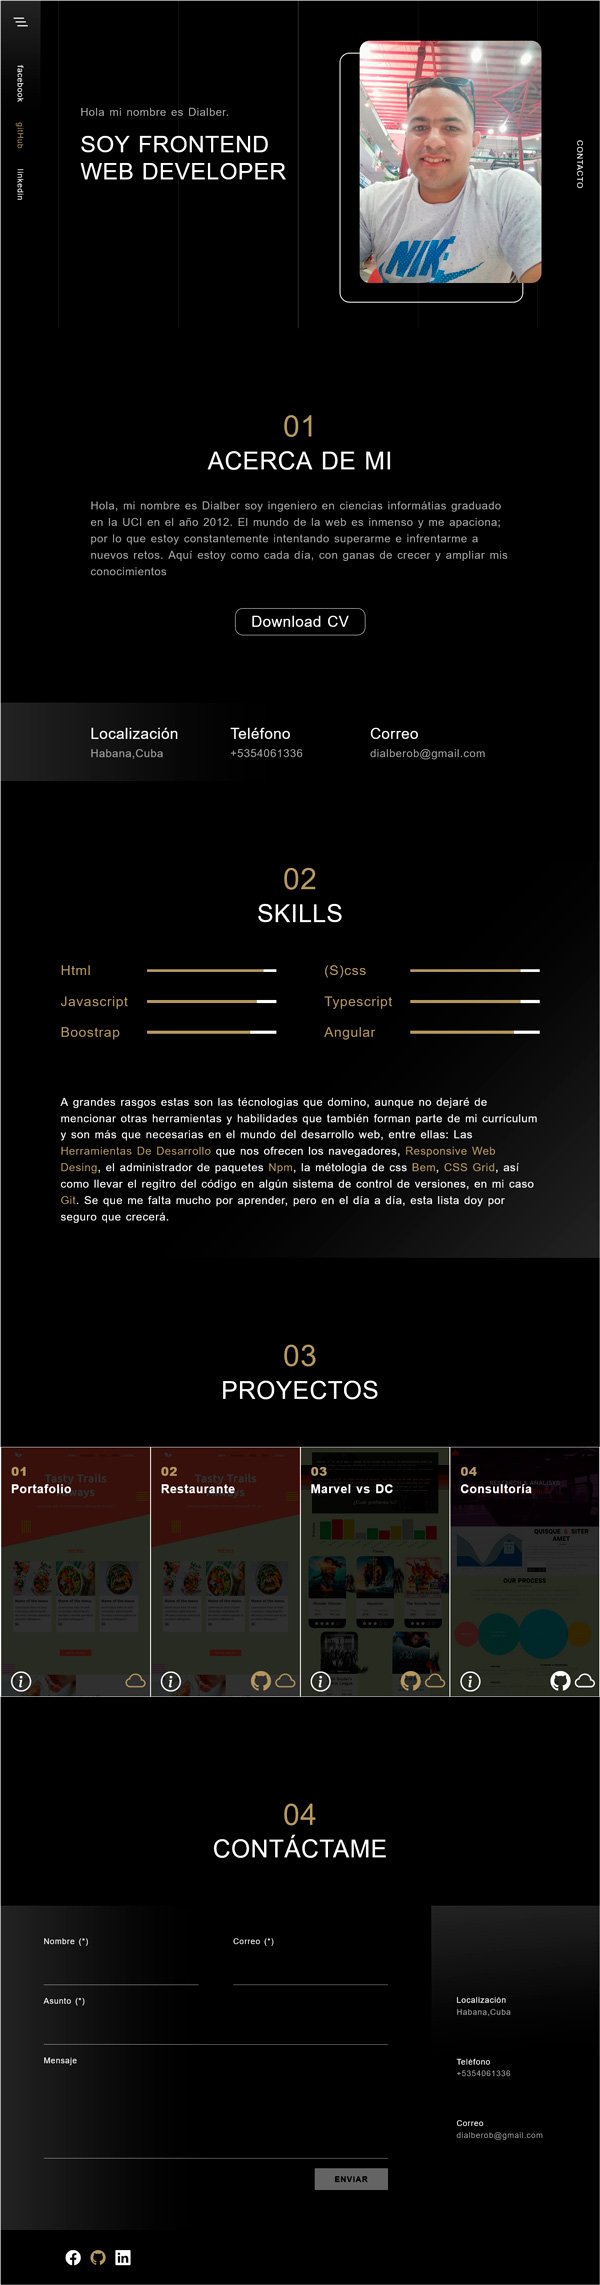 facebook
gitHub
linkedin
Hola mi nombre es Dialber.
SOY FRONTEND
WEB DEVELOPER
NIKE
CONTACTO
01
ACERCA DE MI
Hola, mi nombre es Dialber soy ingeniero en ciencias informátias graduado
en la UCI en el año 2012. El mundo de la web es inmenso y me apaciona;
por lo que estoy constantemente intentando superarme e infrentarme a
nuevos retos. Aquí estoy como cada día, con ganas de crecer y ampliar mis
conocimientos
Download CV
Localización
Habana,Cuba
Teléfono
+5354061336
Correo
dialberob@gmail.com
02
SKILLS
Html
(S)css
Javascript
Typescript
Boostrap
Angular
A grandes rasgos estas son las técnologias que domino, aunque no dejaré de
mencionar otras herramientas y habilidades que también forman parte de mi curriculum
y son más que necesarias en el mundo del desarrollo web, entre ellas: Las
Herramientas De Desarrollo que nos ofrecen los navegadores, Responsive Web
Desing, el administrador de paquetes Npm, la métologia de css Bem, CSS Grid, así
como llevar el regitro del código en algún sistema de control de versiones, en mi caso
Git. Se que me falta mucho por aprender, pero en el día a día, esta lista doy por
seguro que crecerá.
03
PROYECTOS
01
Portafolio
Tasty Trails
02
Restaurante
Tasty Trails
03
Marvel vs DC
04
Consultoría
QUISQUE & SITER
AMET
OUR PROCESS
04
CONTÁCTAME
Nombre (*)
Correo (*)
Asunto (*)
Mensaje
ENVIAR
Localización
Habana,Cuba
Teléfono
+5354061336
Correo
dialberob@gmail.com